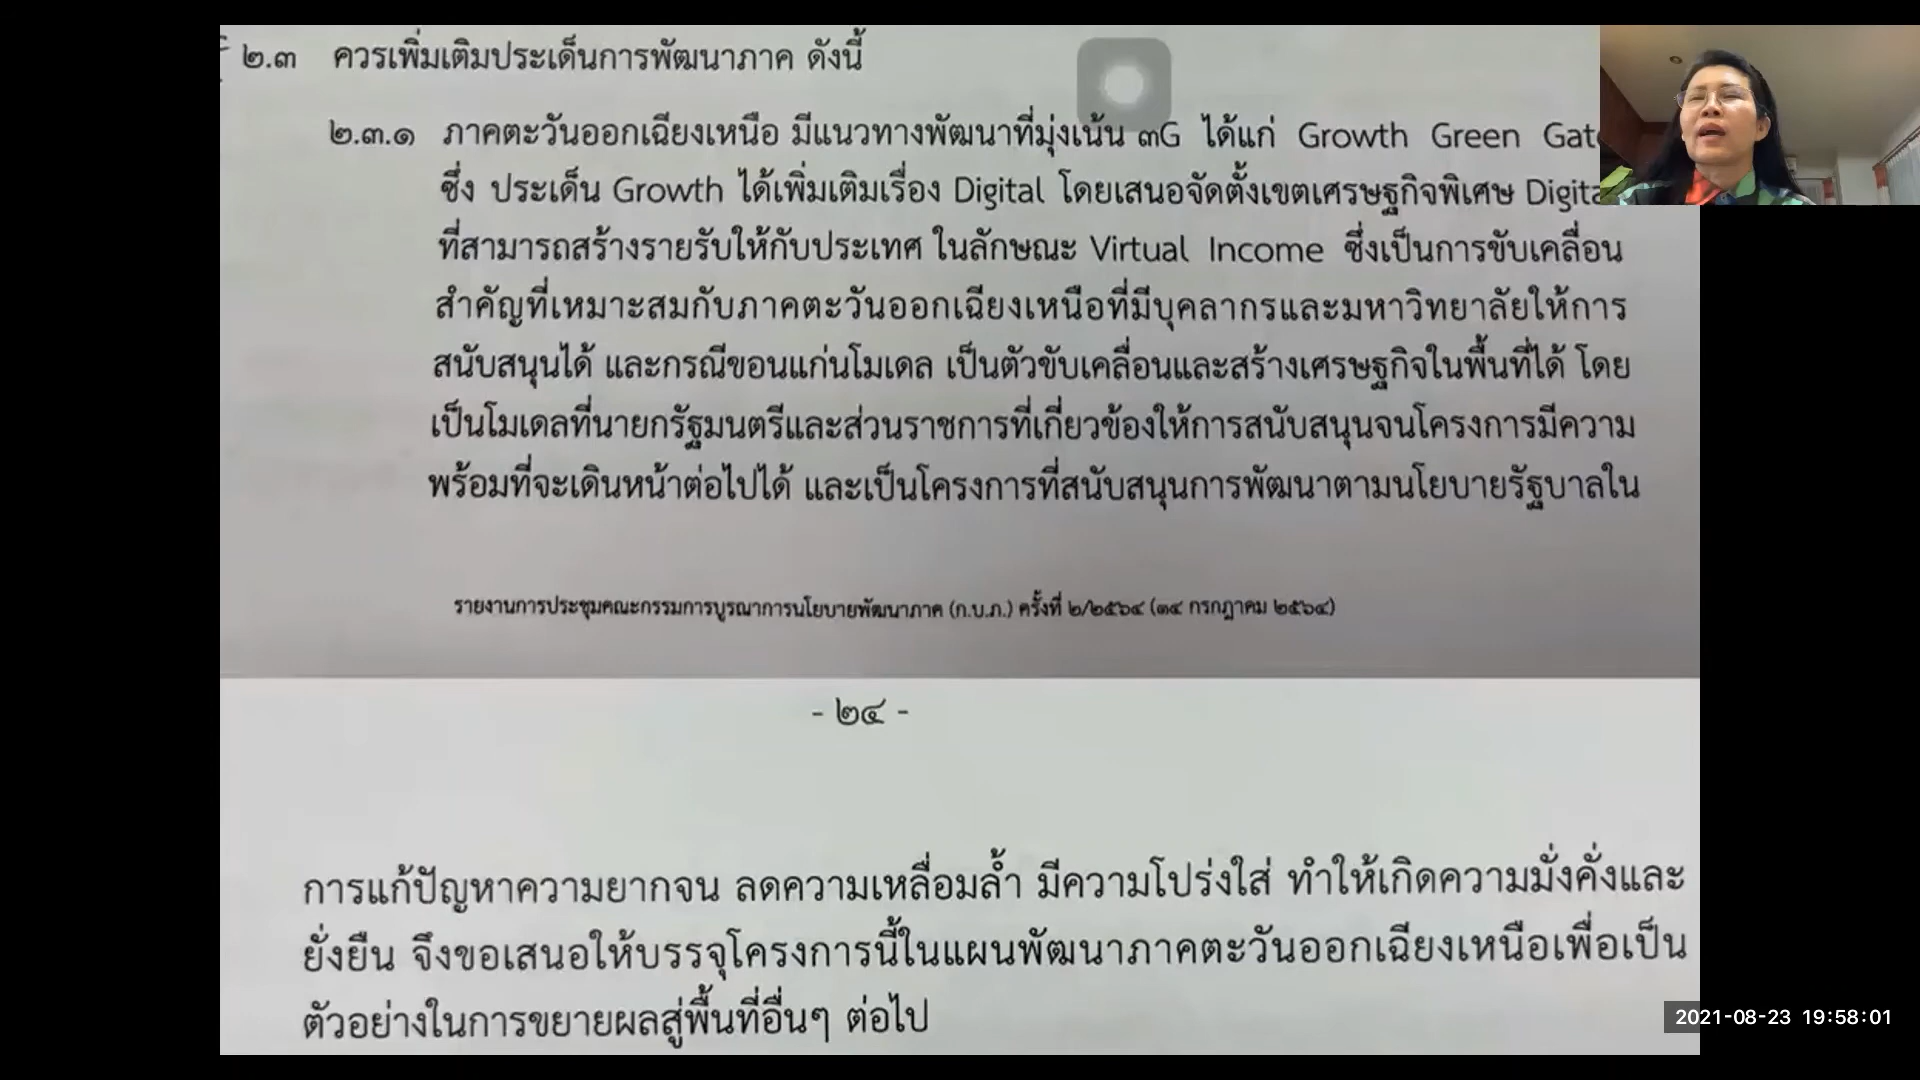 ๒.๓ ควรเพิ่มเติมประเด็นการพัฒนาภาค ดังนี้
๒.๓.๑ ภาคตะวันออกเฉียงเหนือ มีแนวทางพัฒนาที่มุ่งเน้น ๓G ได้แก่ Growth Green
ซึ่ง ประเด็น Growth ได้เพิ่มเติมเรื่อง Digital โดยเสนอจัดตั้งเขตเศรษฐกิจพิเศษ
ที่สามารถสร้างรายรับให้กับประเทศ ในลักษณะ Virtual Income ซึ่งเป็นการขับเคลื่อน
สำคัญที่เหมาะสมกับภาคตะวันออกเฉียงเหนือที่มีบุคลากรและมหาวิทยาลัยให้การ
สนับสนุนได้ และกรณีขอนแก่นโมเดล เป็นตัวขับเคลื่อนและสร้างเศรษฐกิจในพื้นที่ได้ โดย
เป็นโมเดลที่นายกรัฐมนตรีและส่วนราชการที่เกี่ยวข้องให้การสนับสนุนจนโครงการมีความ
พร้อมที่จะเดินหน้าต่อไปได้ และเป็นโครงการที่สนับสนุนการพัฒนาตามนโยบายรัฐบาลใน
รายงานการประชุมคณะกรรมการบูรณาการนโยบายพัฒนาภาค (ก.บ.ภ.) ครั้งที่ ๒/๒๕๖๔ (๑๔ กรกฎาคม ๒๕๖๔)
- ๒๔ -
การแก้ปัญหาความยากจน ลดความเหลื่อมล้ำ มีความโปร่งใส่ ทำให้เกิดความมั่งคั่งและ
ยั่งยืน จึงขอเสนอให้บรรจุโครงการนี้ในแผนพัฒนาภาคตะวันออกเฉียงเหนือเพื่อเป็น
ตัวอย่างในการขยายผลสู่พื้นที่อื่นๆ ต่อไป
2021-08-23 19:58:01